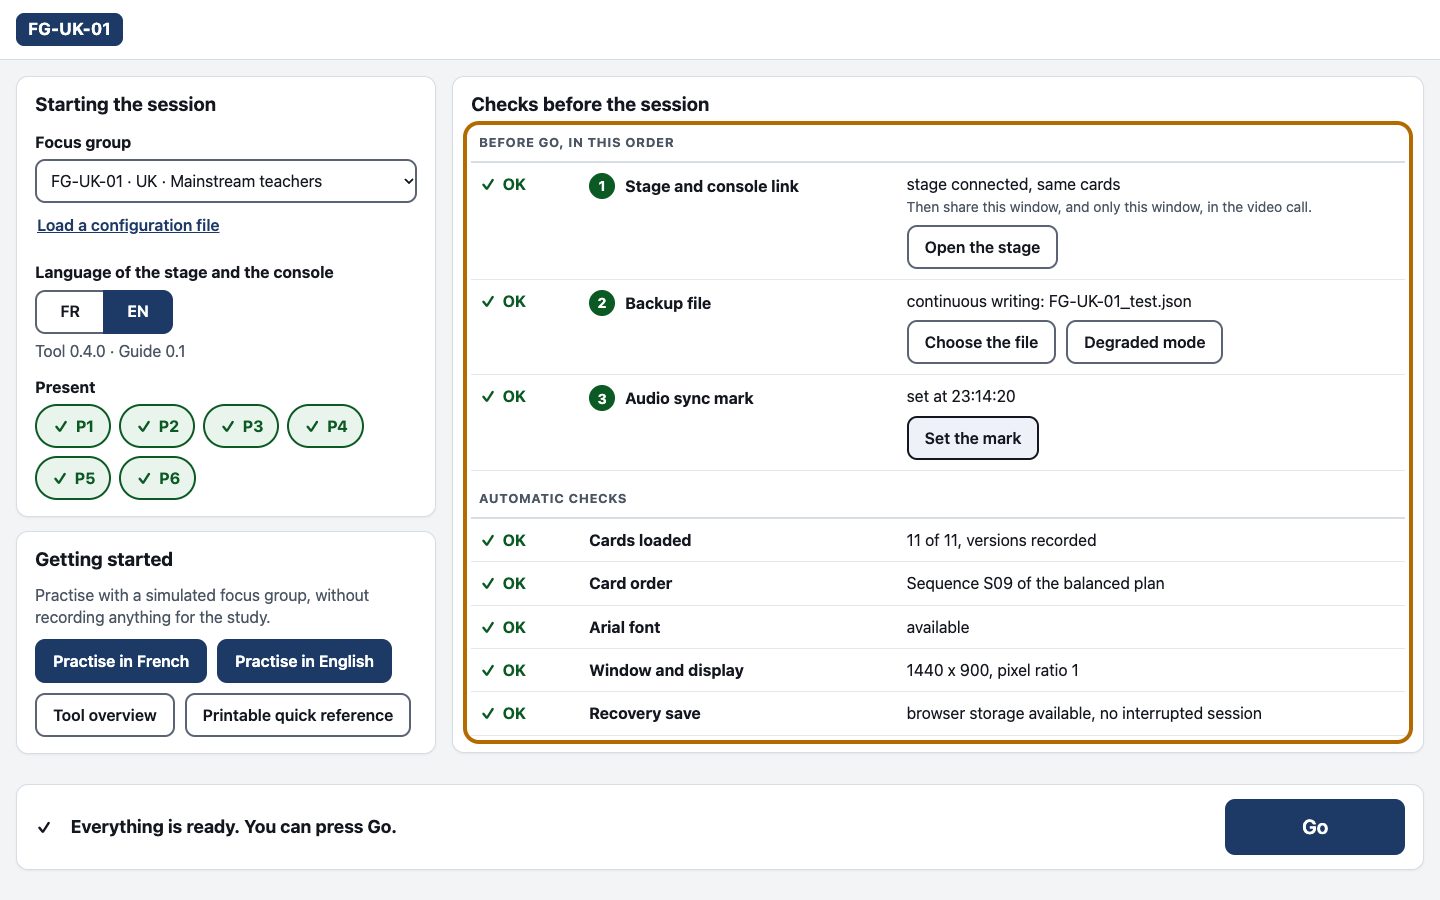 FG-UK-01
Starting the session
Focus group
FG-UK-01 · UK · Mainstream teachers
Load a configuration file
Language of the stage and the console
FR EN
Tool 0.4.0 · Guide 0.1
Present
P1 P2 P3 P4
P5 P6
Getting started
Practise with a simulated focus group, without
recording anything for the study.
Practise in French Practise in English
Tool overview Printable quick reference
Checks before the session
BEFORE GO, IN THIS ORDER
OK 1 Stage and console link stage connected, same cards
Then share this window, and only this window, in the video call.
Open the stage
OK 2 Backup file continuous writing: FG-UK-01_test.json
Choose the file Degraded mode
OK 3 Audio sync mark set at 23:14:20
Set the mark
AUTOMATIC CHECKS
OK Cards loaded 11 of 11, versions recorded
OK Card order Sequence S09 of the balanced plan
OK Arial font available
OK Window and display 1440 x 900, pixel ratio 1
OK Recovery save browser storage available, no interrupted session
Everything is ready. You can press Go.
Go